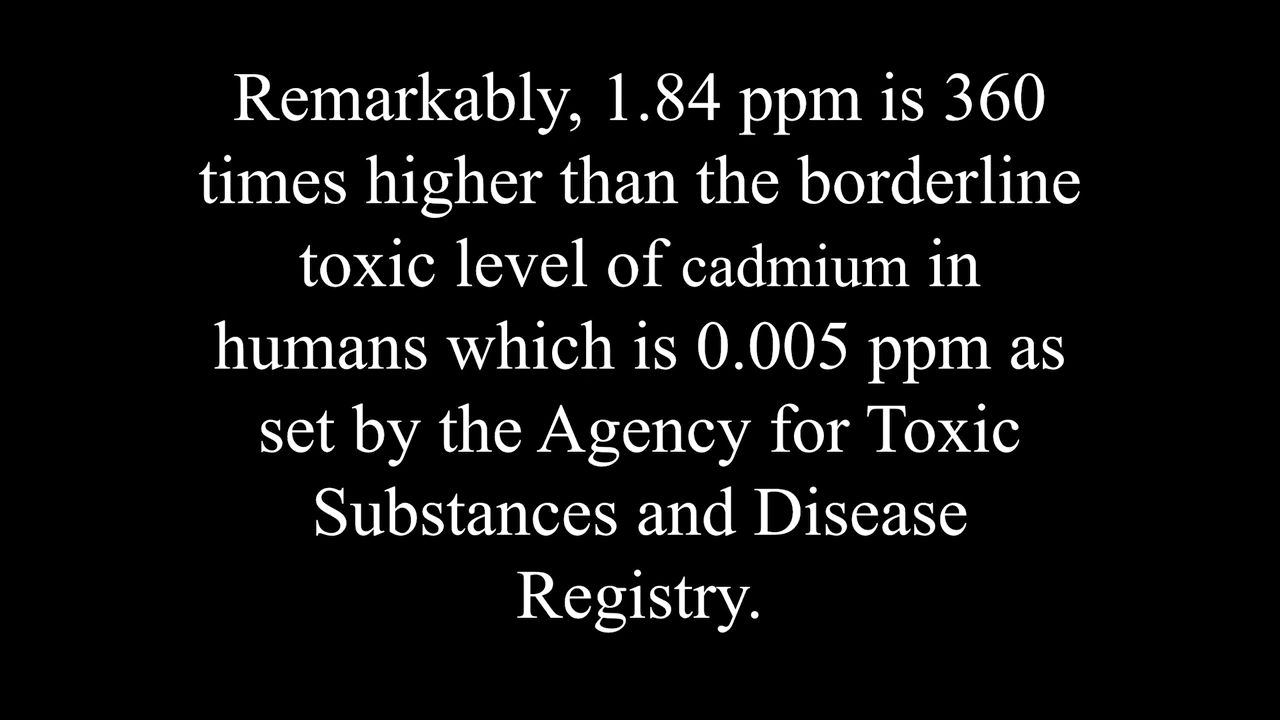 Remarkably, 1.84 ppm is 360
times higher than the borderline
toxic level of cadmium in
humans which is 0.005 ppm as
set by the Agency for Toxic
Substances and Disease
Registry.